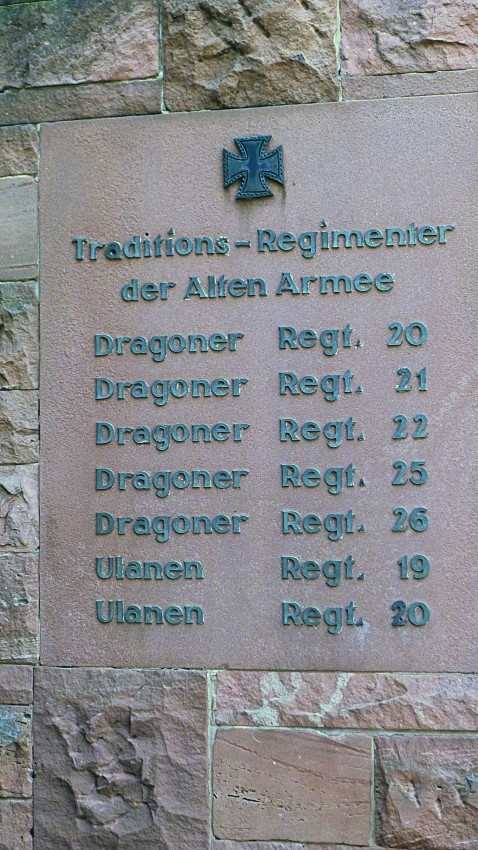 Traditions-Regimenter
der Alten Armee
Dragoner Regt. 20
Dragoner Regt. 21
Dragoner Regt. 22
Dragoner Regt. 25
Dragoner Regt. 26
Ulanen Regt. 19
Ulanen Regt. 20